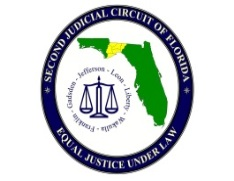 SECOND JUDICIAL CIRCUIT OF FLORIDA
Franklin - Gadsden - Jefferson - Leon - Liberty - Wakulla -
EQUAL JUSTICE UNDER LAW